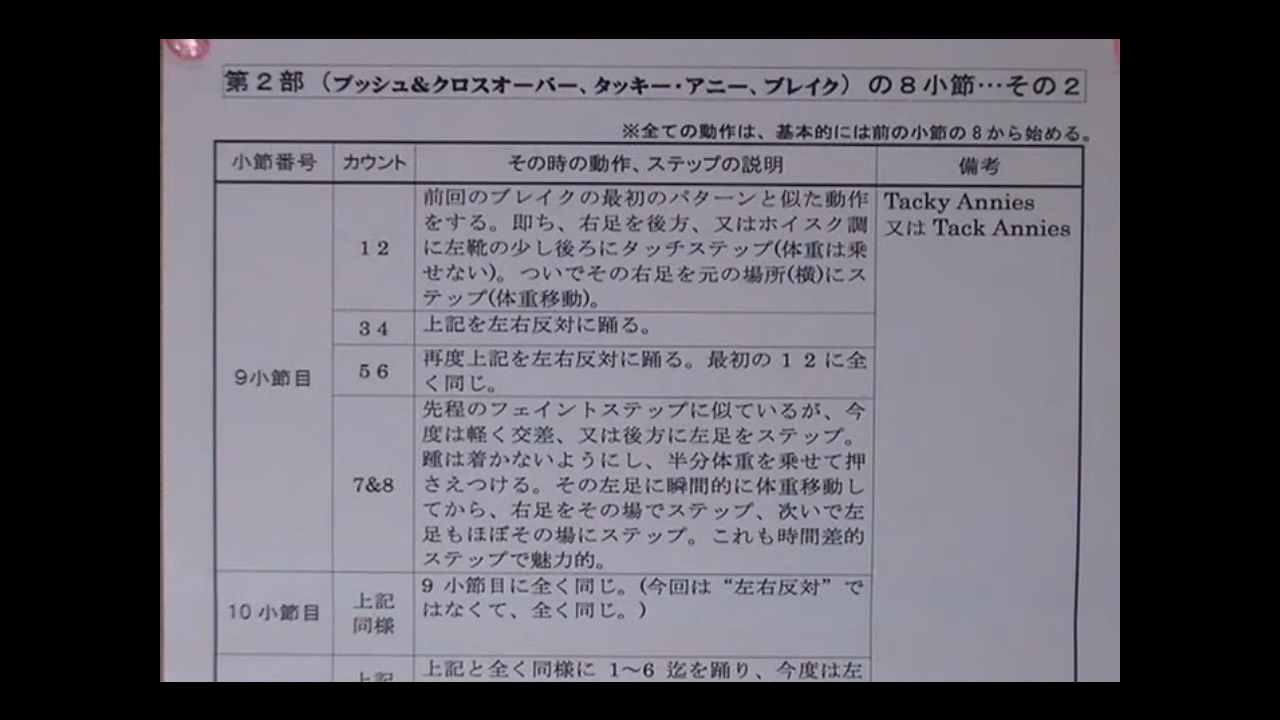 第２部（プッシュ&クロスオーバー、タッキー・アニー、ブレイク）の８小節…その２
※全ての動作は、基本的には前の小節の８から始める。
小節番号 カウント その時の動作、ステップの説明 備考
9小節目
１２
前回のブレイクの最初のパターンと似た動作
をする。即ち、右足を後方、又はホイスク調
に左靴の少し後ろにタッチステップ(体重は乗
せない)。ついでその右足を元の場所(横)にス
テップ(体重移動)。
Tacky Annies
又は Tack Annies
３４
上記を左右反対に踊る。
５６
再度上記を左右反対に踊る。最初の１２に全
く同じ。
7&8
先程のフェイントステップに似ているが、今
度は軽く交差、又は後方に左足をステップ。
踵は着かないようにし、半分体重を乗せて押
さえつける。その左足に瞬間的に体重移動し
てから、右足をその場でステップ、次いで左
足もほぼその場にステップ。これも時間差的
ステップで魅力的。
10 小節目
上記
同様
9 小節目に全く同じ。(今回は“左右反対”で
はなくて、全く同じ。)
上記
上記と全く同様に 1～6 迄を踊り、今度は左